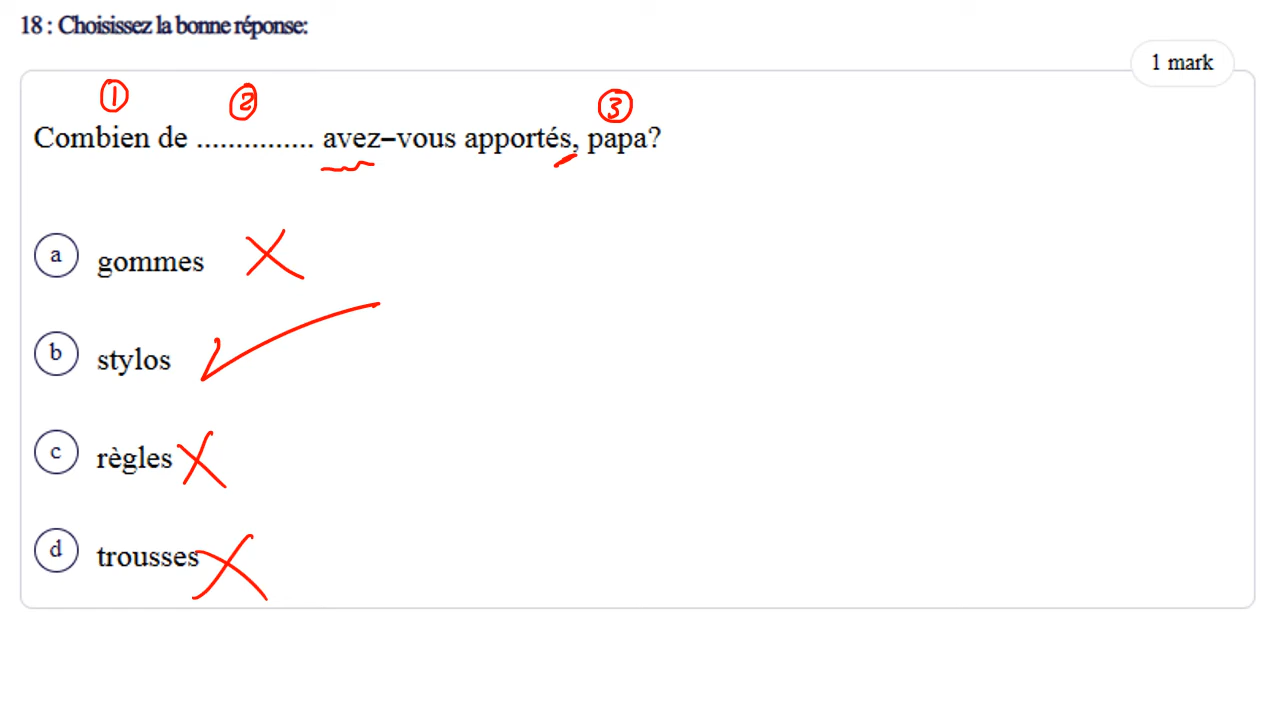 18 : Choisissez la bonne réponse:
1 mark
1 2 3
Combien de ............... avez–vous apportés, papa?
a gommes
b stylos
c règles
d trousses